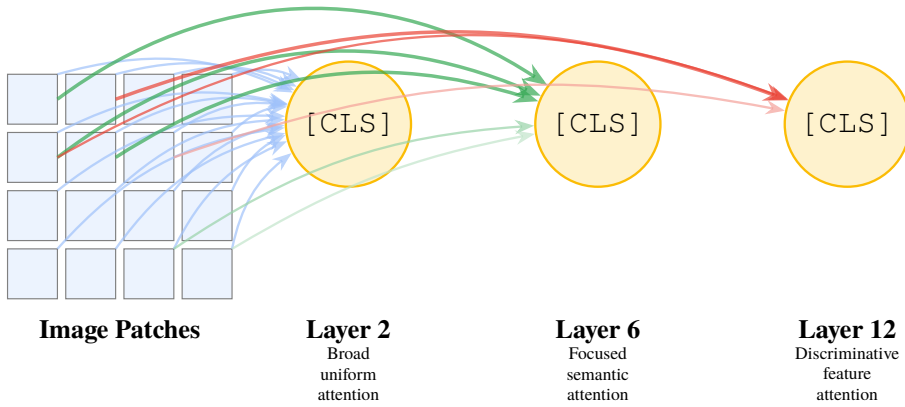 [CLS]
[CLS]
[CLS]
Image Patches
Layer 2
Broad
uniform
attention
Layer 6
Focused
semantic
attention
Layer 12
Discriminative
feature
attention